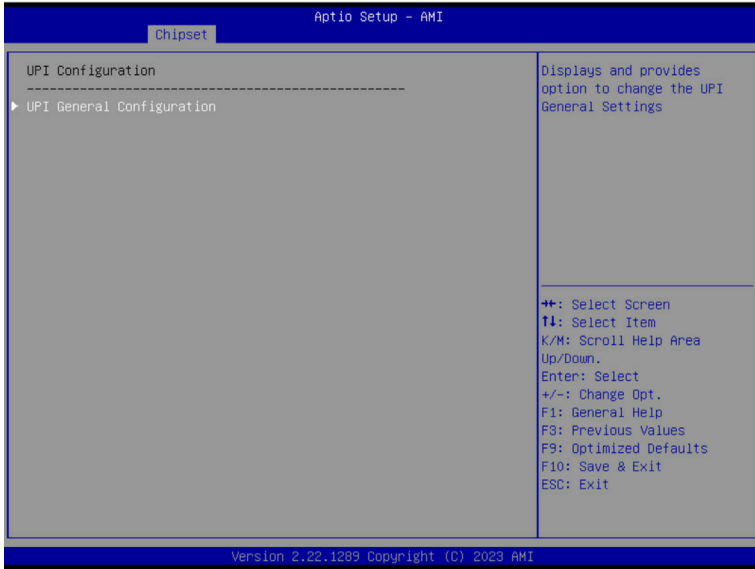 Aptio Setup - AMI
Chipset
UPI Configuration
--------------------------------------------------
UPI General Configuration
Displays and provides
option to change the UPI
General Settings
→←: Select Screen
↑↓: Select Item
K/M: Scroll Help Area
Up/Down.
Enter: Select
+/-: Change Opt.
F1: General Help
F3: Previous Values
F9: Optimized Defaults
F10: Save & Exit
ESC: Exit
Version 2.22.1289 Copyright (C) 2023 AMI